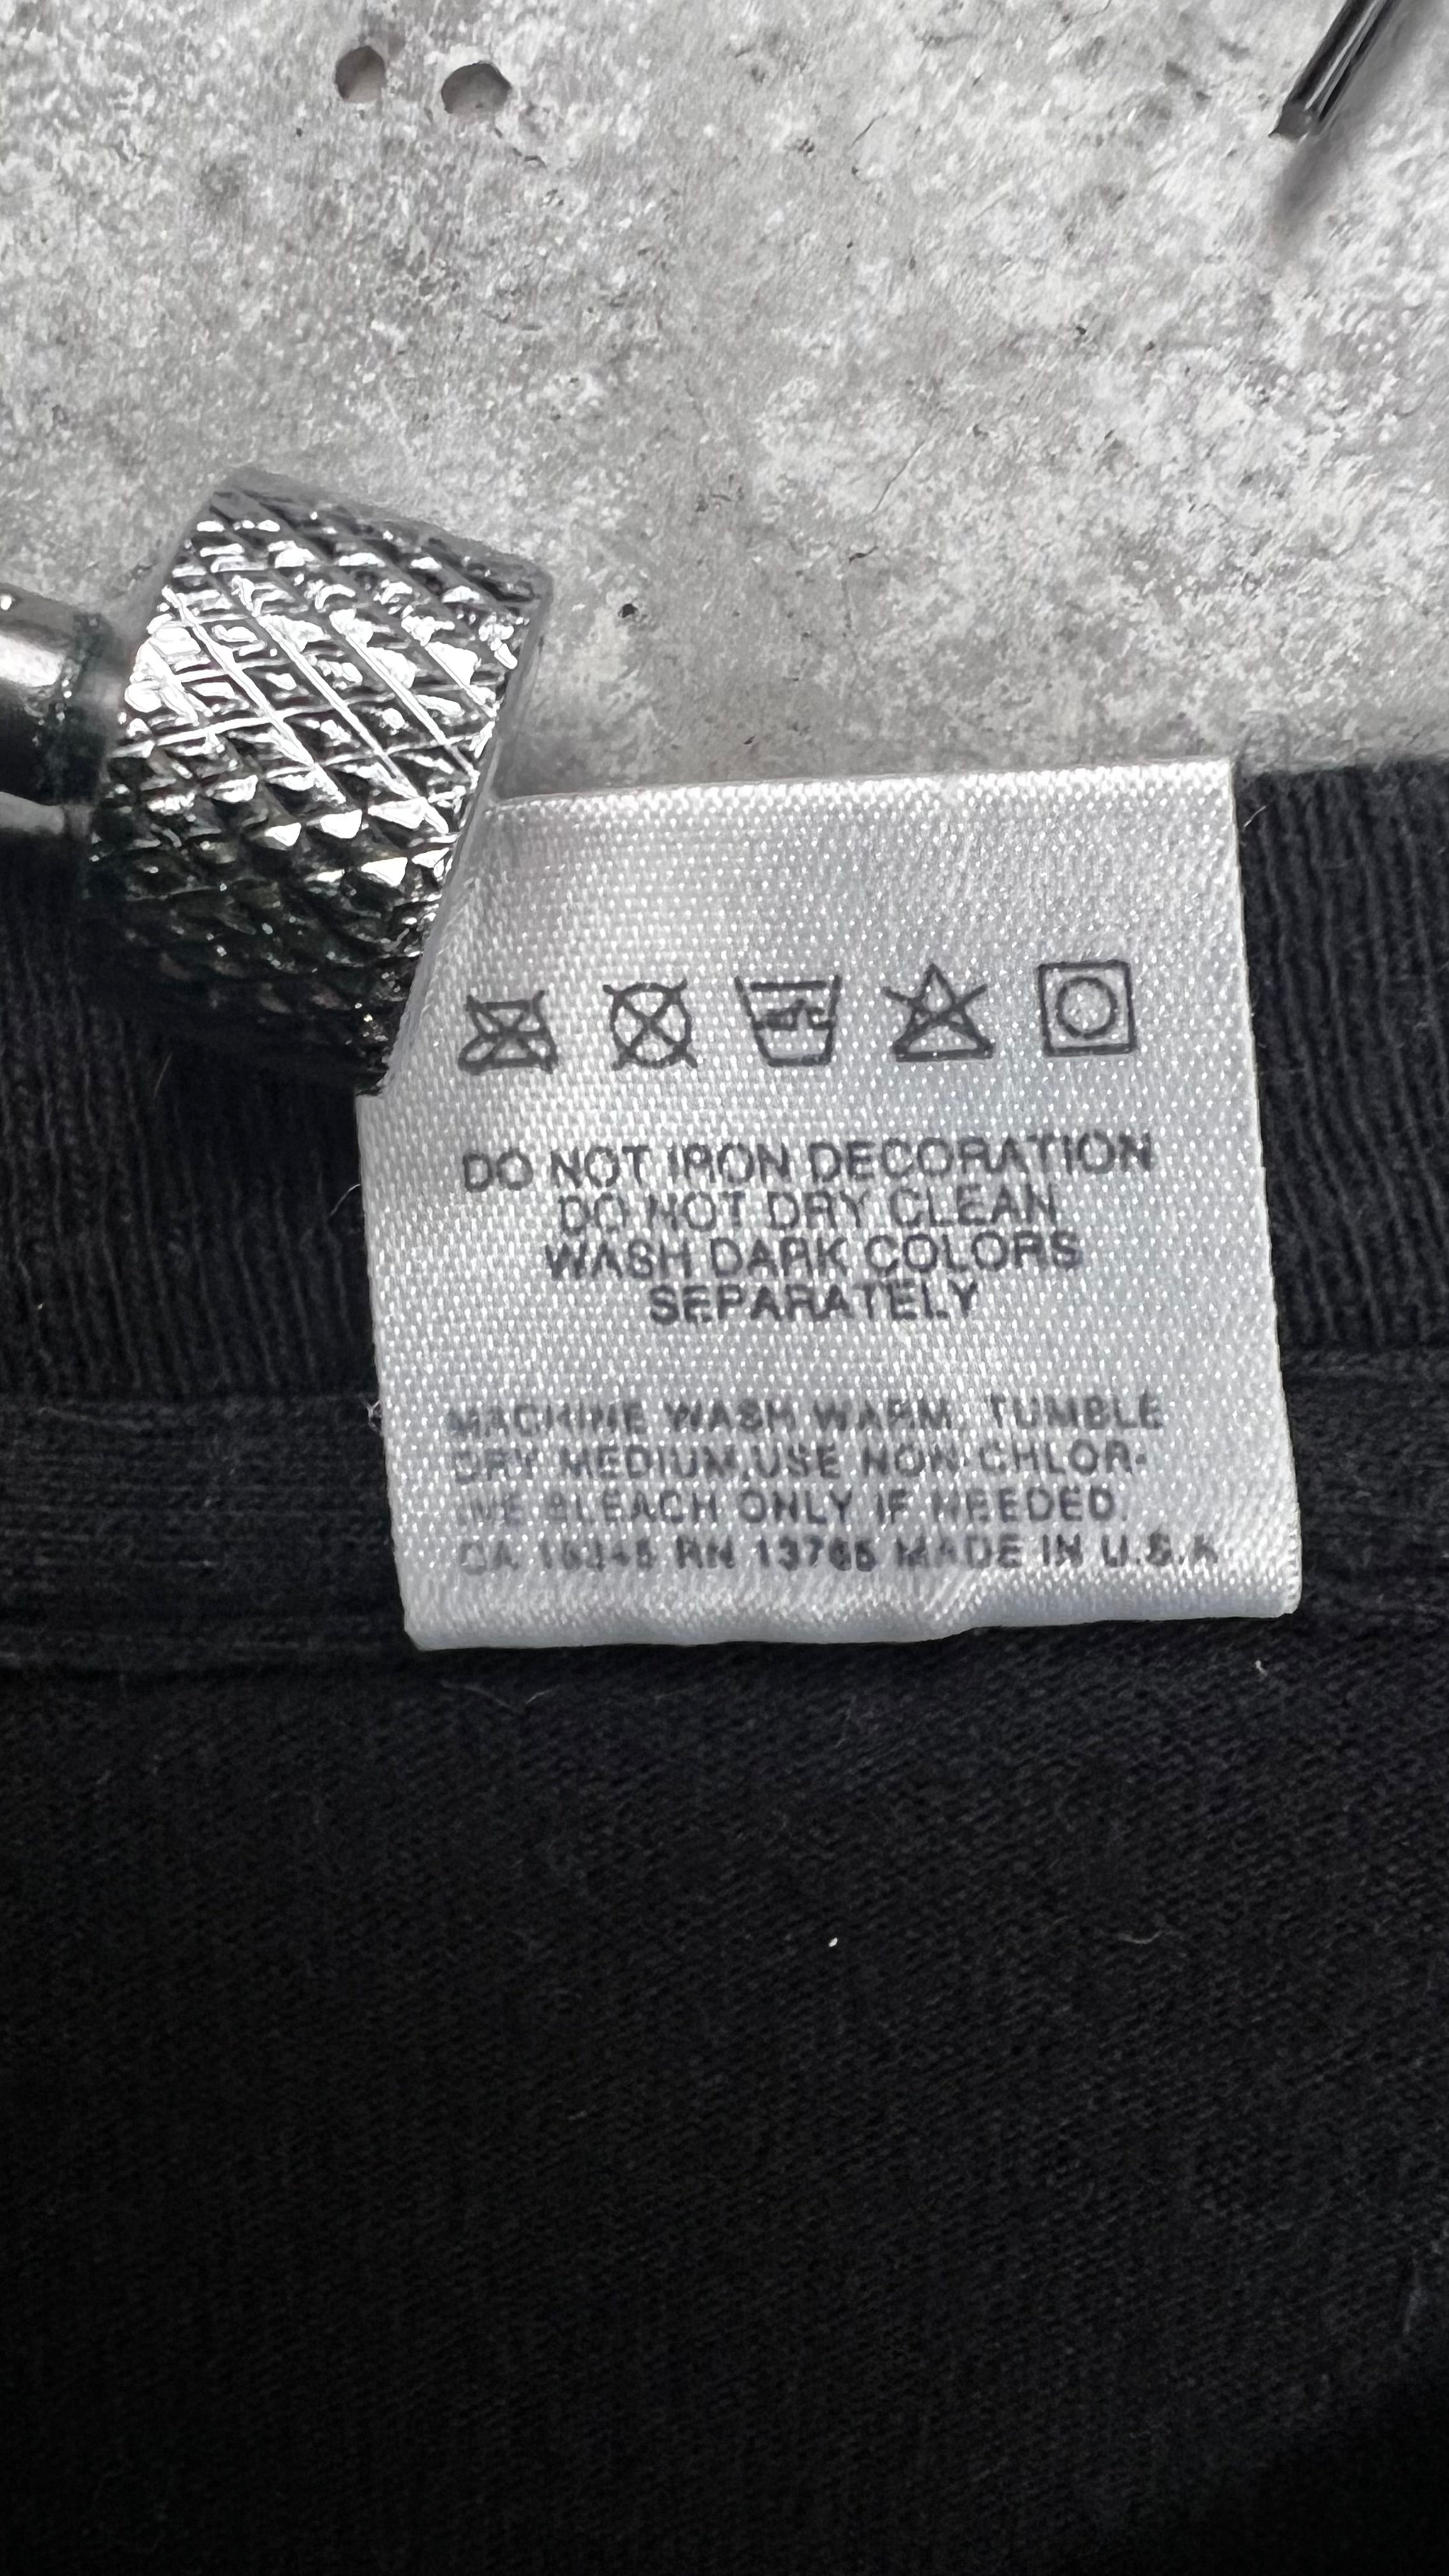 DO NOT IRON DECORATION
DO NOT DRY CLEAN
WASH DARK COLORS
SEPARATELY
MACHINE WASH WARM. TUMBLE
DRY MEDIUM.USE NON-CHLOR-
INE BLEACH ONLY IF NEEDED.
CA RN 13765 MADE IN U.S.A.